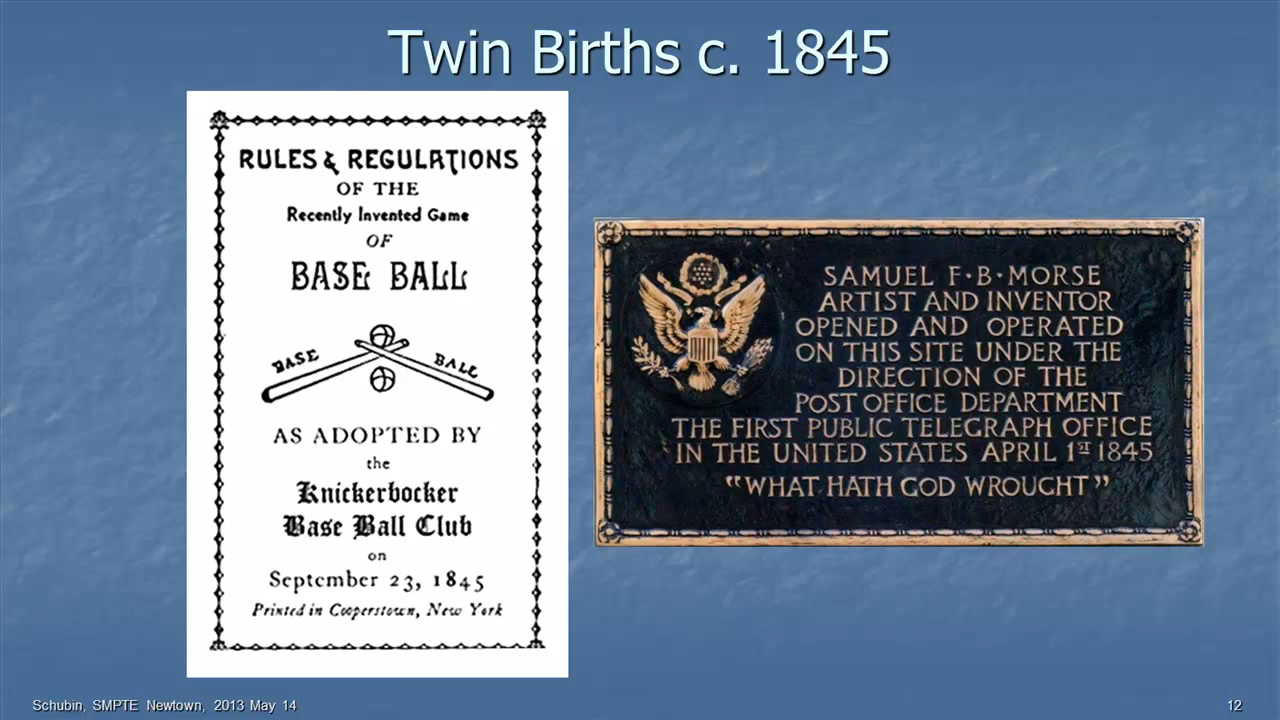 Twin Births c. 1845
RULES & REGULATIONS
OF THE
Recently Invented Game
OF
BASE BALL
BASE BALL
AS ADOPTED BY
the
Knickerbocker
Base Ball Club
on
September 23, 1845
Printed in Cooperstown, New York
SAMUEL F·B·MORSE
ARTIST AND INVENTOR
OPENED AND OPERATED
ON THIS SITE UNDER THE
DIRECTION OF THE
POST OFFICE DEPARTMENT
THE FIRST PUBLIC TELEGRAPH OFFICE
IN THE UNITED STATES APRIL 1ST 1845
"WHAT HATH GOD WROUGHT"
Schubin, SMPTE Newtown, 2013 May 14
12